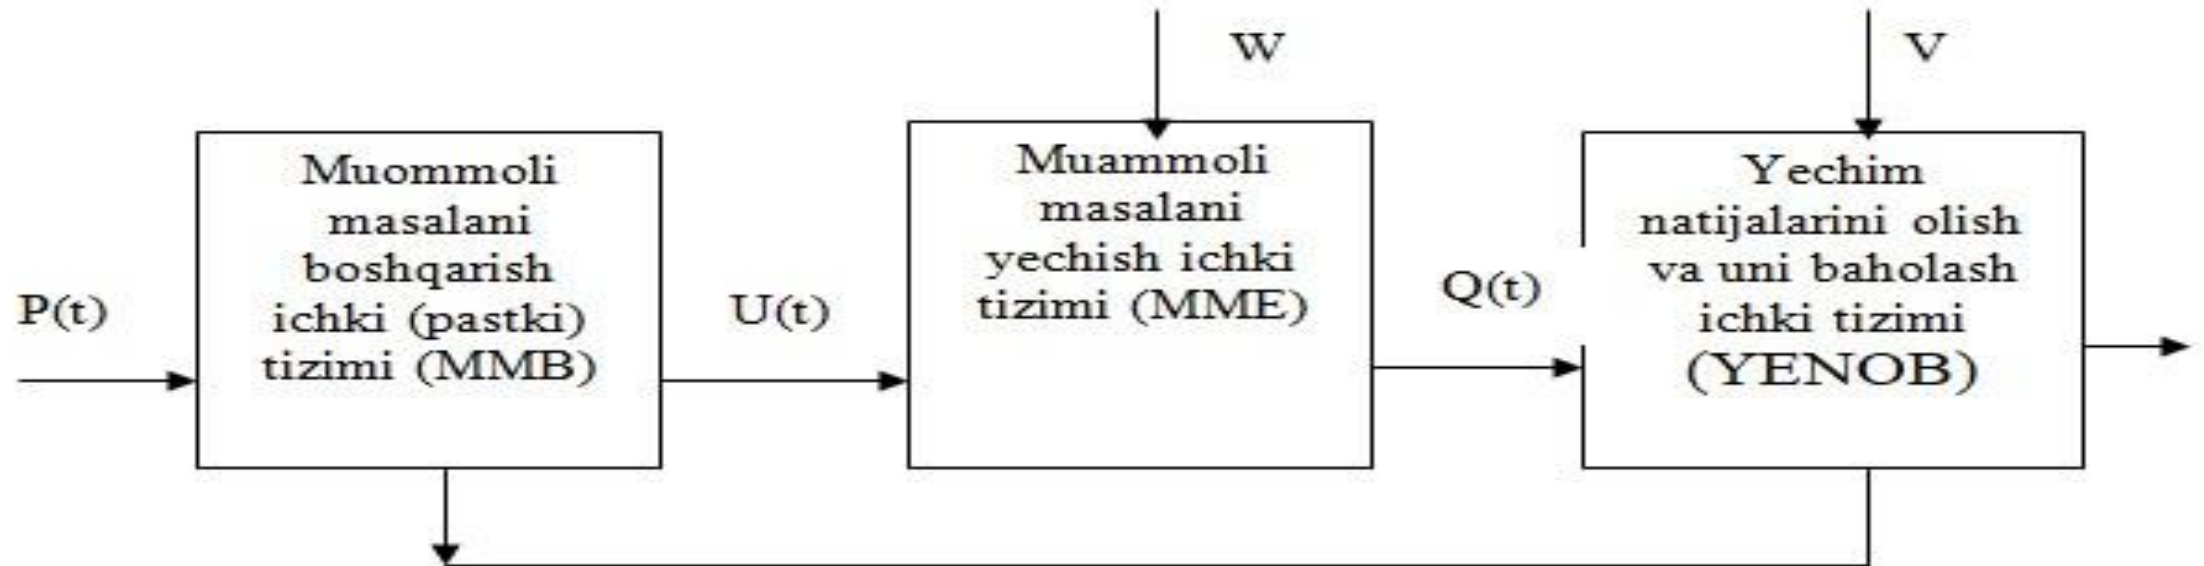 W
V
Muommoli
masalani
boshqarish
ichki (pastki)
tizimi (MMB)
Muammoli
masalani
yechish ichki
tizimi (MME)
Yechim
natijalarini olish
va uni baholash
ichki tizimi
(YENOB)
P(t)
U(t)
Q(t)